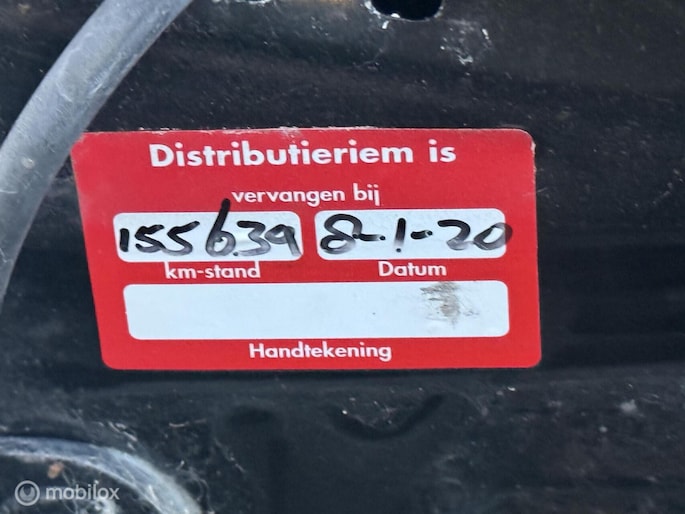 Distributieriem is
vervangen bij
155639 8-1-20
km-stand Datum
Handtekening
mobilox